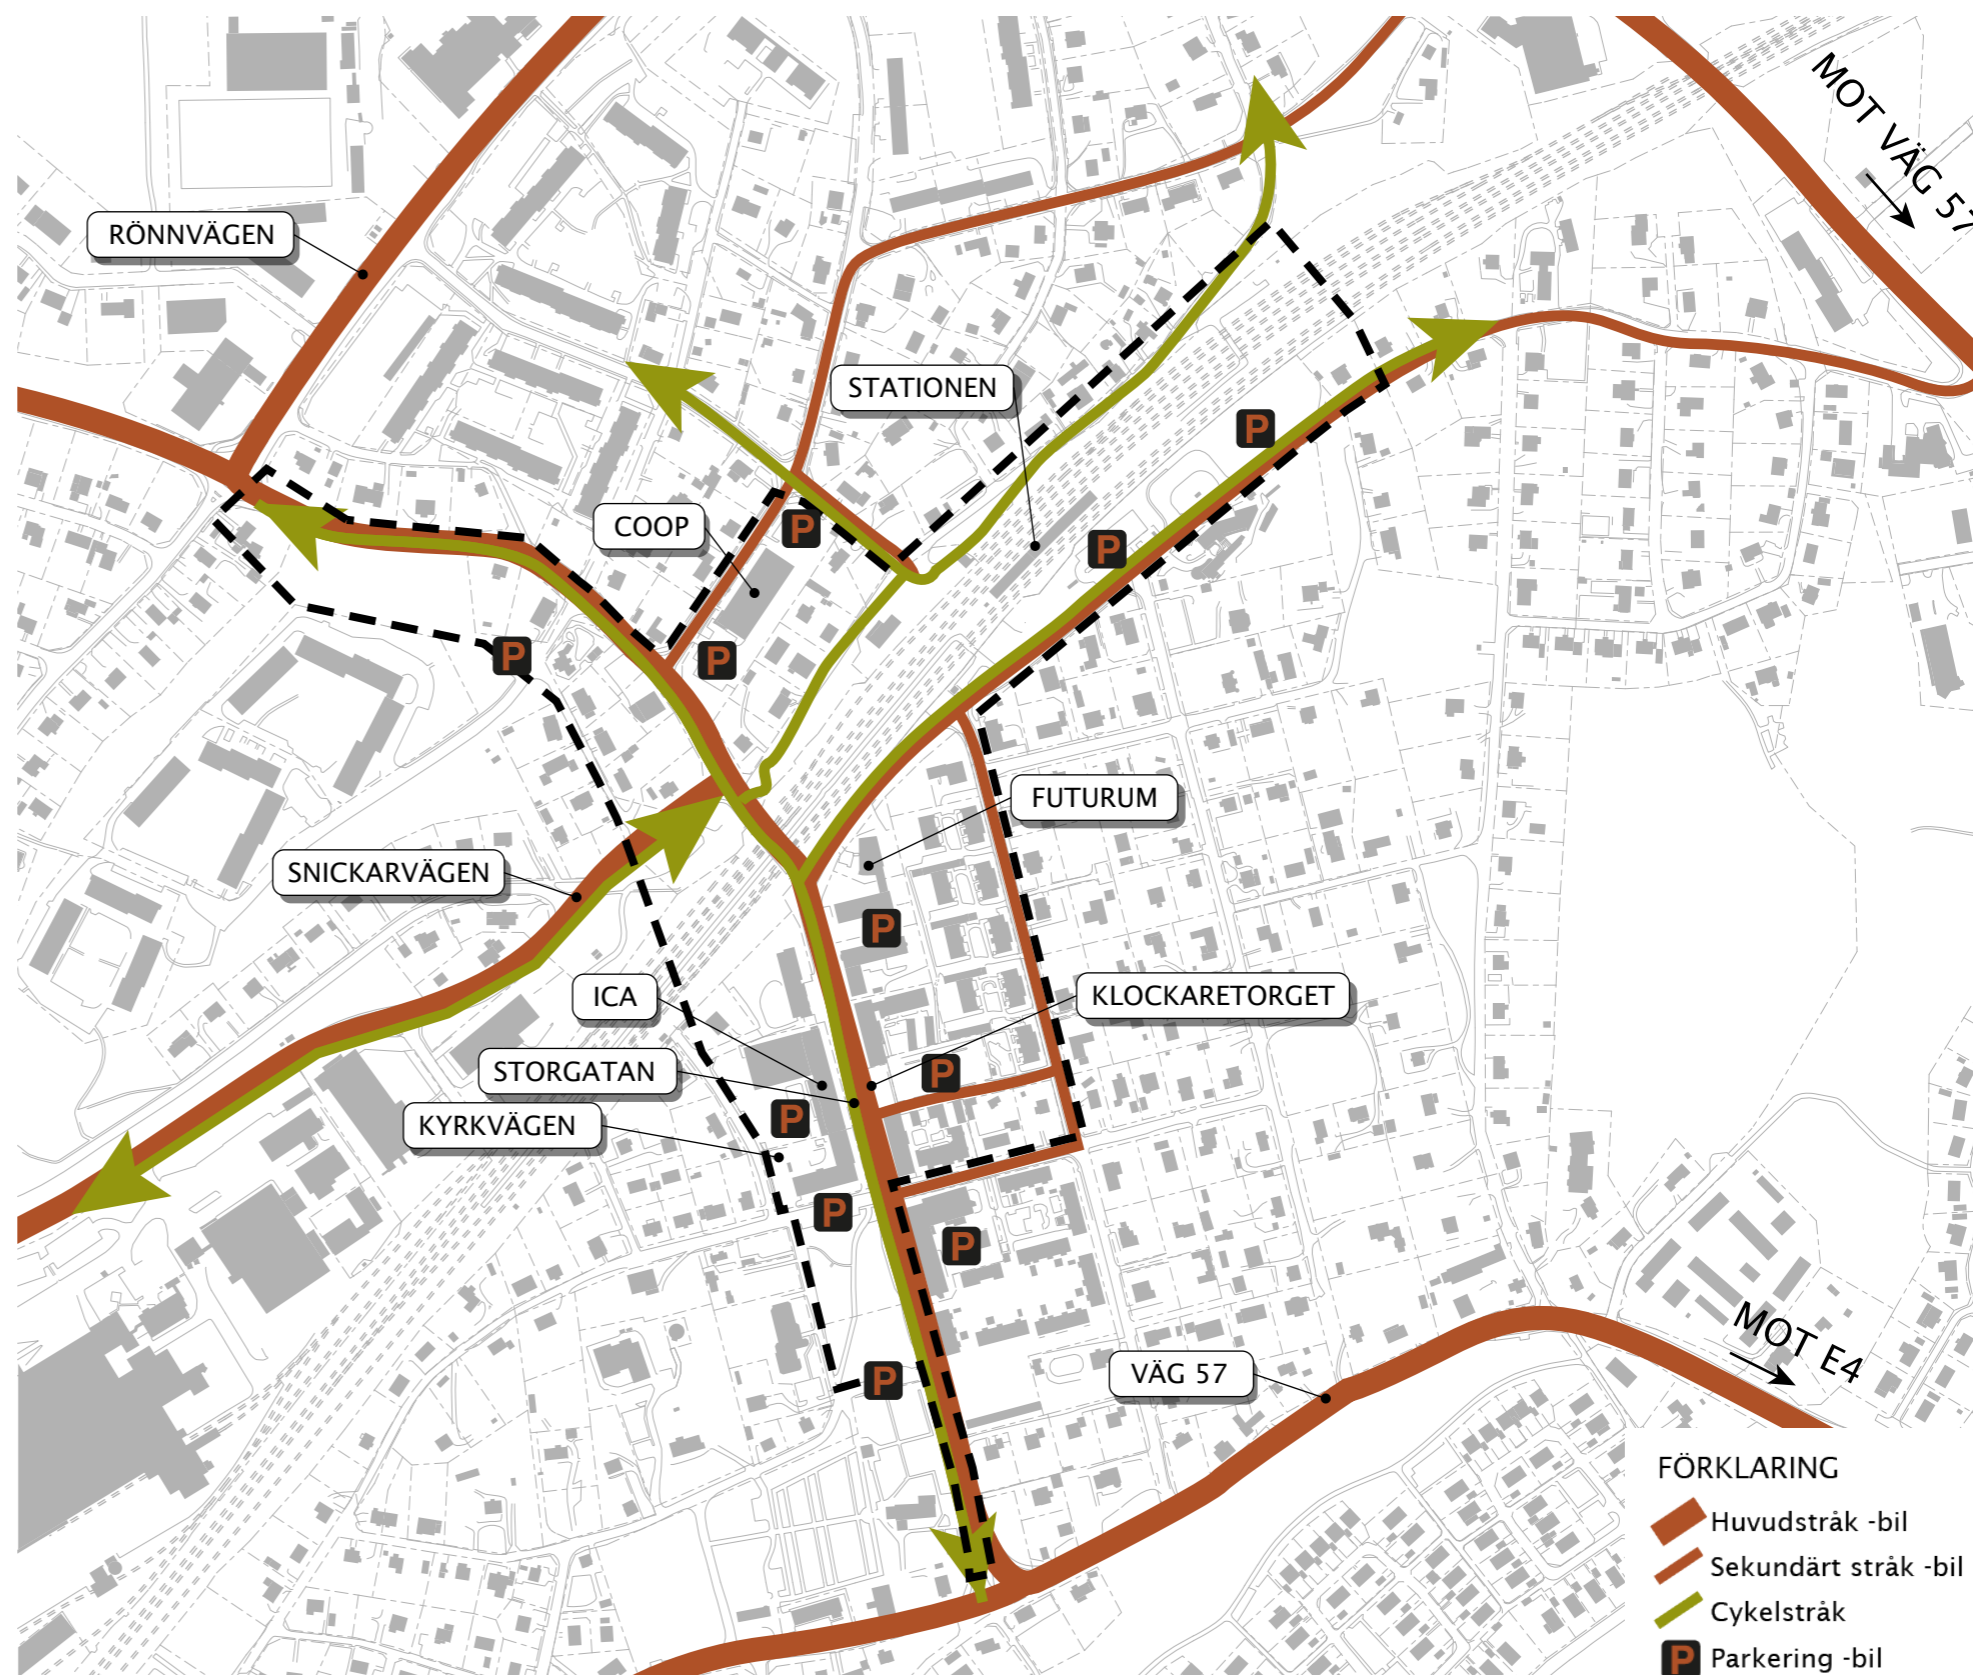 MOT VÄG 57
RÖNNVÄGEN
STATIONEN
COOP
P
P
P
P
P
FUTURUM
SNICKARVÄGEN
P
ICA
KLOCKARETORGET
STORGATAN
P
KYRKVÄGEN
P
P
P
MOT E4
VÄG 57
P
FÖRKLARING
Huvudstråk -bil
Sekundärt stråk -bil
Cykelstråk
P Parkering -bil